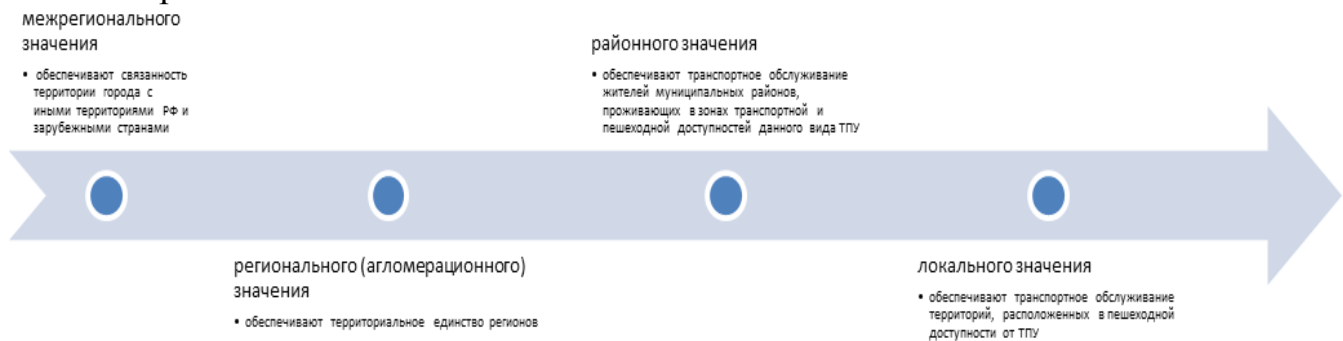 межрегионального
значения
• обеспечивают связанность
территории города с
иными территориями РФ и
зарубежными странами
регионального (агломерационного)
значения
• обеспечивают территориальное единство регионов
районного значения
• обеспечивают транспортное обслуживание
жителей муниципальных районов,
проживающих в зонах транспортной и
пешеходной доступностей данного вида ТПУ
локального значения
• обеспечивают транспортное обслуживание
территорий, расположенных в пешеходной
доступности от ТПУ